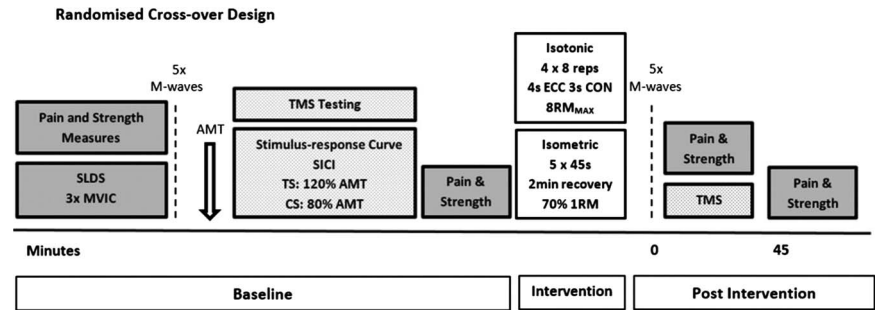 Randomised Cross-over Design
5x
M-waves
Pain and Strength
Measures
SLDS
3x MVIC
AMT
TMS Testing
Stimulus-response Curve
SICI
TS: 120% AMT
CS: 80% AMT
Pain &
Strength
Isotonic
4 x 8 reps
4s ECC 3s CON
8RMMAX
Isometric
5 x 45s
2min recovery
70% 1RM
5x
M-waves
Pain &
Strength
TMS
Pain &
Strength
Minutes
0
45
Baseline
Intervention
Post Intervention